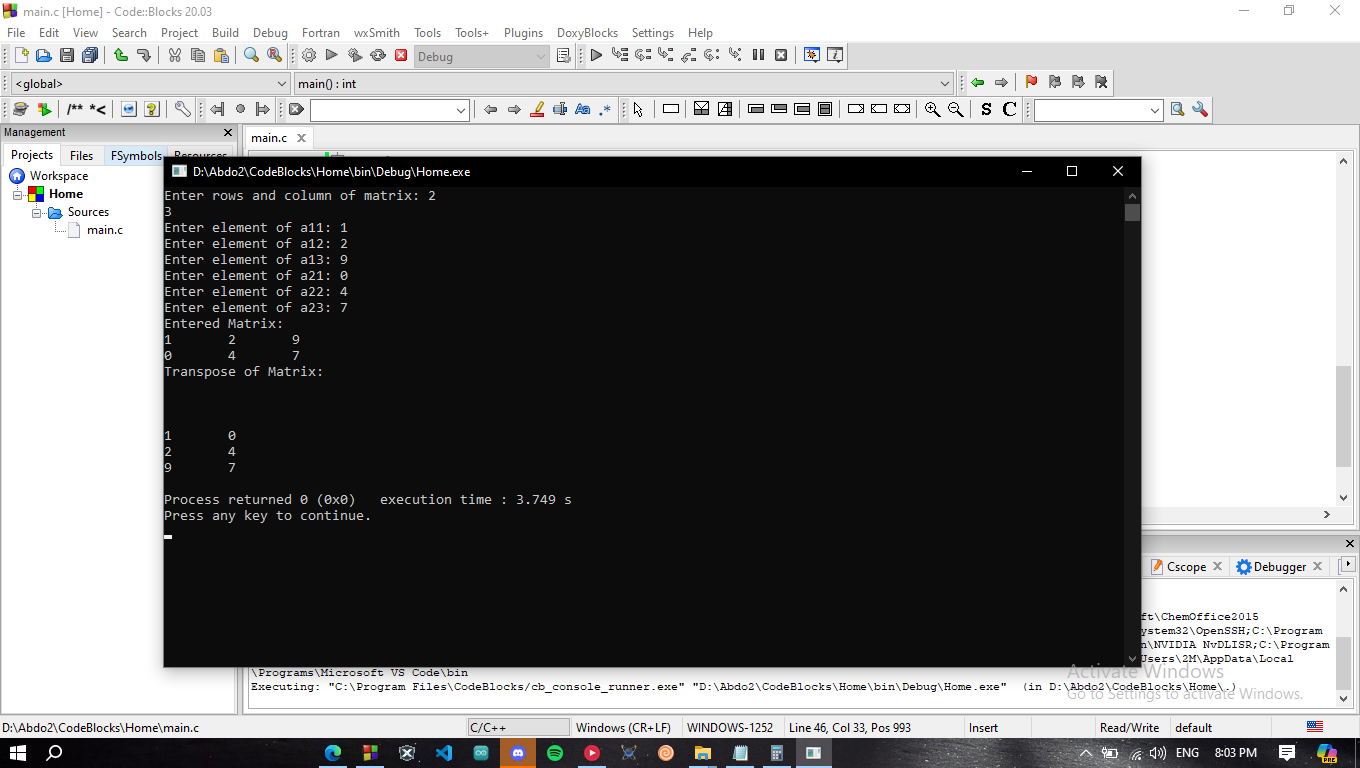 main.c [Home] - Code::Blocks 20.03
File Edit View Search Project Build Debug Fortran wxSmith Tools Tools+ Plugins DoxyBlocks Settings Help
Debug
<global> main() : int
/** *< Aa .* S C
Management
main.c
Projects Files FSymbols Resources
Workspace
Home
Sources
main.c
D:\Abdo2\CodeBlocks\Home\bin\Debug\Home.exe
Enter rows and column of matrix: 2
3
Enter element of a11: 1
Enter element of a12: 2
Enter element of a13: 9
Enter element of a21: 0
Enter element of a22: 4
Enter element of a23: 7
Entered Matrix:
1 2 9
0 4 7
Transpose of Matrix:
1 0
2 4
9 7
Process returned 0 (0x0) execution time : 3.749 s
Press any key to continue.
Cscope Debugger
ft\ChemOffice2015
ystem32\OpenSSH;C:\Program
n\NVIDIA NvDLISR;C:\Program
Users\2M\AppData\Local
\Programs\Microsoft VS Code\bin
Executing: "C:\Program Files\CodeBlocks/cb_console_runner.exe" "D:\Abdo2\CodeBlocks\Home\bin\Debug\Home.exe" (in D:\Abdo2\CodeBlocks\Home\.)
Activate Windows
Go to Settings to activate Windows.
D:\Abdo2\CodeBlocks\Home\main.c C/C++ Windows (CR+LF) WINDOWS-1252 Line 46, Col 33, Pos 993 Insert Read/Write default
ENG 8:03 PM PRE